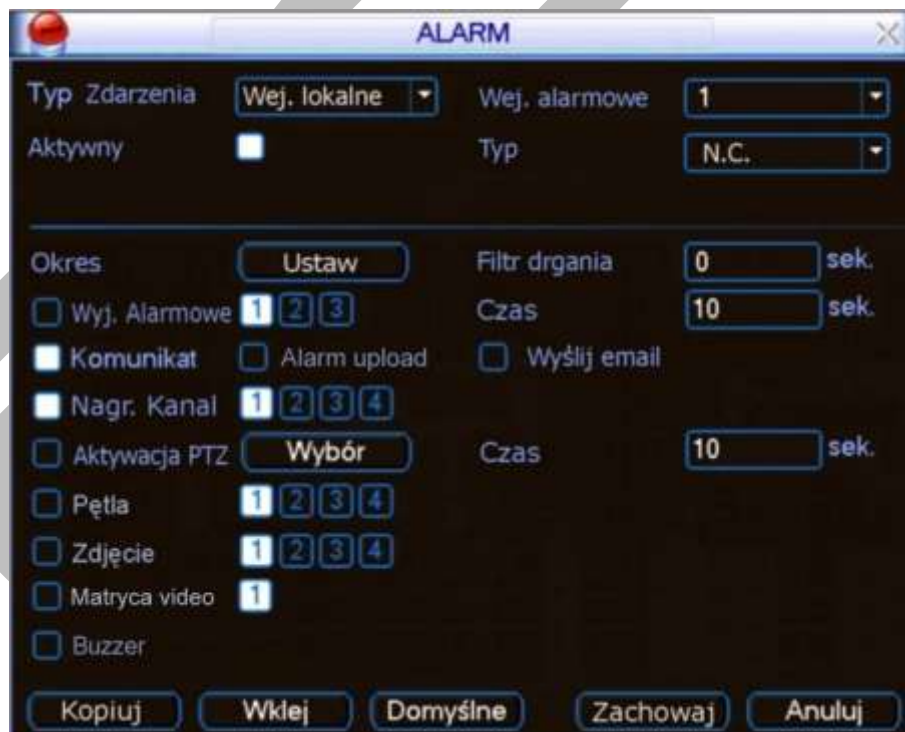 ALARM
Typ Zdarzenia Wej. lokalne Wej. alarmowe 1
Aktywny Typ N.C.
Okres Ustaw Filtr drgania 0 sek.
Wyj. Alarmowe 1 2 3 Czas 10 sek.
Komunikat Alarm upload Wyślij email
Nagr. Kanał 1 2 3 4
Aktywacja PTZ Wybór Czas 10 sek.
Pętla 1 2 3 4
Zdjęcie 1 2 3 4
Matryca video 1
Buzzer
Kopiuj Wklej Domyślne Zachowaj Anuluj